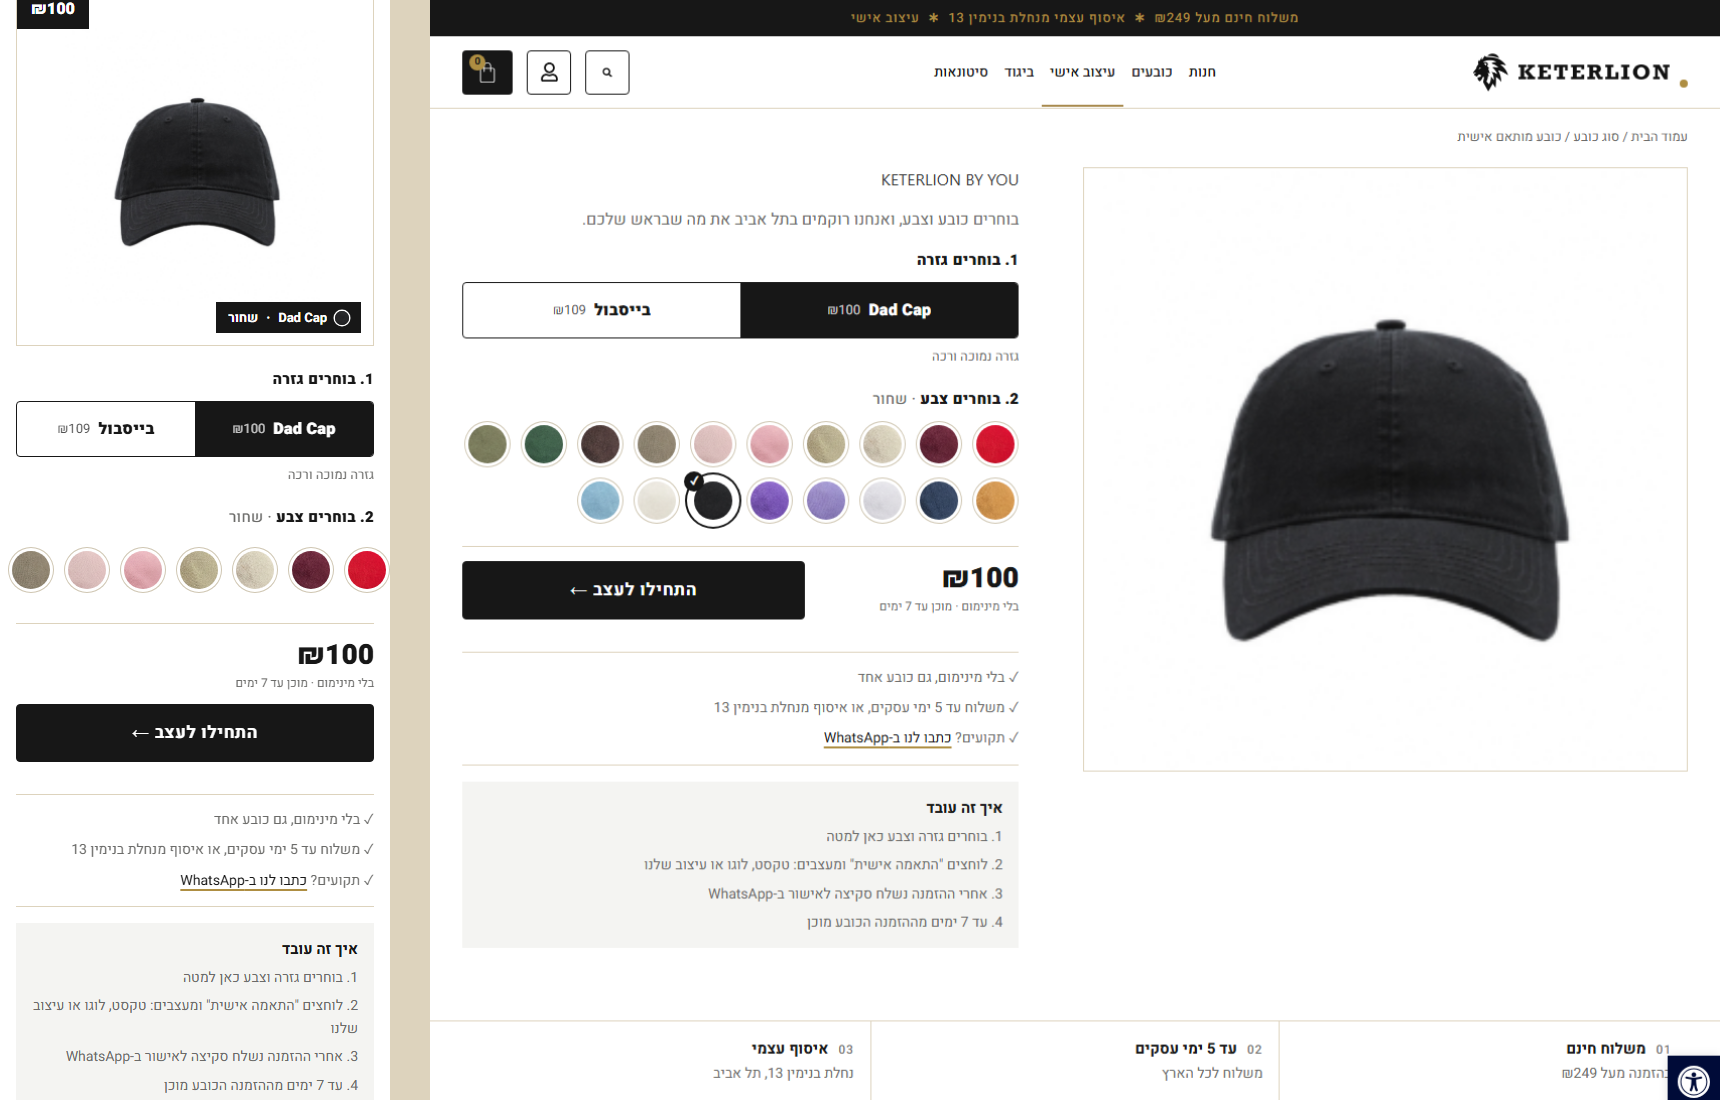 ₪100
Dad Cap · שחור
1. בוחרים גזרה
Dad Cap ₪100
בייסבול ₪109
גזרה נמוכה ורכה
2. בוחרים צבע · שחור
₪100
בלי מינימום · מוכן עד 7 ימים
התחילו לעצב ←
✓ בלי מינימום, גם כובע אחד
✓ משלוח עד 5 ימי עסקים, או איסוף מנחלת בנימין 13
✓ תקועים? כתבו לנו ב-WhatsApp
איך זה עובד
1. בוחרים גזרה וצבע כאן למטה
2. לוחצים "התאמה אישית" ומעצבים: טקסט, לוגו או עיצוב
שלנו
3. אחרי ההזמנה נשלח סקיצה לאישור ב-WhatsApp
4. עד 7 ימים מההזמנה הכובע מוכן
משלוח חינם מעל ₪249 ✱ איסוף עצמי מנחלת בנימין 13 ✱ עיצוב אישי
KETERLION
חנות כובעים עיצוב אישי ביגוד סיטונאות
0
עמוד הבית / סוג כובע / כובע מותאם אישית
KETERLION BY YOU
בוחרים כובע וצבע, ואנחנו רוקמים בתל אביב את מה שבראש שלכם.
1. בוחרים גזרה
Dad Cap ₪100
בייסבול ₪109
גזרה נמוכה ורכה
2. בוחרים צבע · שחור
₪100
בלי מינימום · מוכן עד 7 ימים
התחילו לעצב ←
✓ בלי מינימום, גם כובע אחד
✓ משלוח עד 5 ימי עסקים, או איסוף מנחלת בנימין 13
✓ תקועים? כתבו לנו ב-WhatsApp
איך זה עובד
1. בוחרים גזרה וצבע כאן למטה
2. לוחצים "התאמה אישית" ומעצבים: טקסט, לוגו או עיצוב שלנו
3. אחרי ההזמנה נשלח סקיצה לאישור ב-WhatsApp
4. עד 7 ימים מההזמנה הכובע מוכן
01 משלוח חינם
בהזמנה מעל ₪249
02 עד 5 ימי עסקים
משלוח לכל הארץ
03 איסוף עצמי
נחלת בנימין 13, תל אביב